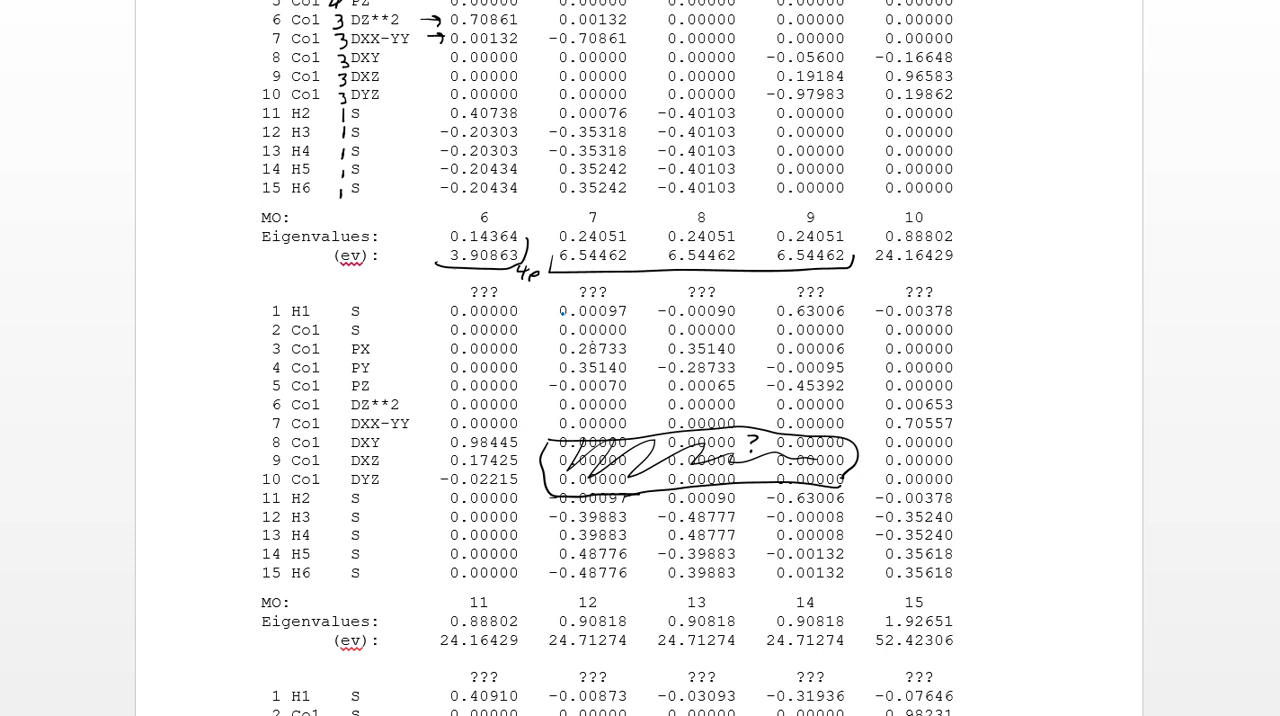 5 Co1 4 PZ 0.00000 0.00000 0.00000 0.00000 0.00000
6 Co1 3 DZ**2 → 0.70861 0.00132 0.00000 0.00000 0.00000
7 Co1 3 DXX-YY → 0.00132 -0.70861 0.00000 0.00000 0.00000
8 Co1 3 DXY 0.00000 0.00000 0.00000 -0.05600 -0.16648
9 Co1 3 DXZ 0.00000 0.00000 0.00000 0.19184 0.96583
10 Co1 3 DYZ 0.00000 0.00000 0.00000 -0.97983 0.19862
11 H2 1 S 0.40738 0.00076 -0.40103 0.00000 0.00000
12 H3 1 S -0.20303 -0.35318 -0.40103 0.00000 0.00000
13 H4 1 S -0.20303 -0.35318 -0.40103 0.00000 0.00000
14 H5 1 S -0.20434 0.35242 -0.40103 0.00000 0.00000
15 H6 1 S -0.20434 0.35242 -0.40103 0.00000 0.00000
MO: 6 7 8 9 10
Eigenvalues: 0.14364 0.24051 0.24051 0.24051 0.88802
(ev): 3.90863 6.54462 6.54462 6.54462 24.16429
4p
??? ??? ??? ??? ???
1 H1 S 0.00000 0.00097 -0.00090 0.63006 -0.00378
2 Co1 S 0.00000 0.00000 0.00000 0.00000 0.00000
3 Co1 PX 0.00000 0.28733 0.35140 0.00006 0.00000
4 Co1 PY 0.00000 0.35140 -0.28733 -0.00095 0.00000
5 Co1 PZ 0.00000 -0.00070 0.00065 -0.45392 0.00000
6 Co1 DZ**2 0.00000 0.00000 0.00000 0.00000 0.00653
7 Co1 DXX-YY 0.00000 0.00000 0.00000 0.00000 0.70557
8 Co1 DXY 0.98445 0.00000 0.00000 ? 0.00000 0.00000
9 Co1 DXZ 0.17425 0.00000 0.00000 0.00000 0.00000
10 Co1 DYZ -0.02215 0.00000 0.00000 0.00000 0.00000
11 H2 S 0.00000 -0.00097 0.00090 -0.63006 -0.00378
12 H3 S 0.00000 -0.39883 -0.48777 -0.00008 -0.35240
13 H4 S 0.00000 0.39883 0.48777 0.00008 -0.35240
14 H5 S 0.00000 0.48776 -0.39883 -0.00132 0.35618
15 H6 S 0.00000 -0.48776 0.39883 0.00132 0.35618
MO: 11 12 13 14 15
Eigenvalues: 0.88802 0.90818 0.90818 0.90818 1.92651
(ev): 24.16429 24.71274 24.71274 24.71274 52.42306
??? ??? ??? ??? ???
1 H1 S 0.40910 -0.00873 -0.03093 -0.31936 -0.07646
2 Co1 S 0.00000 0.00000 0.00000 0.00000 0.98231